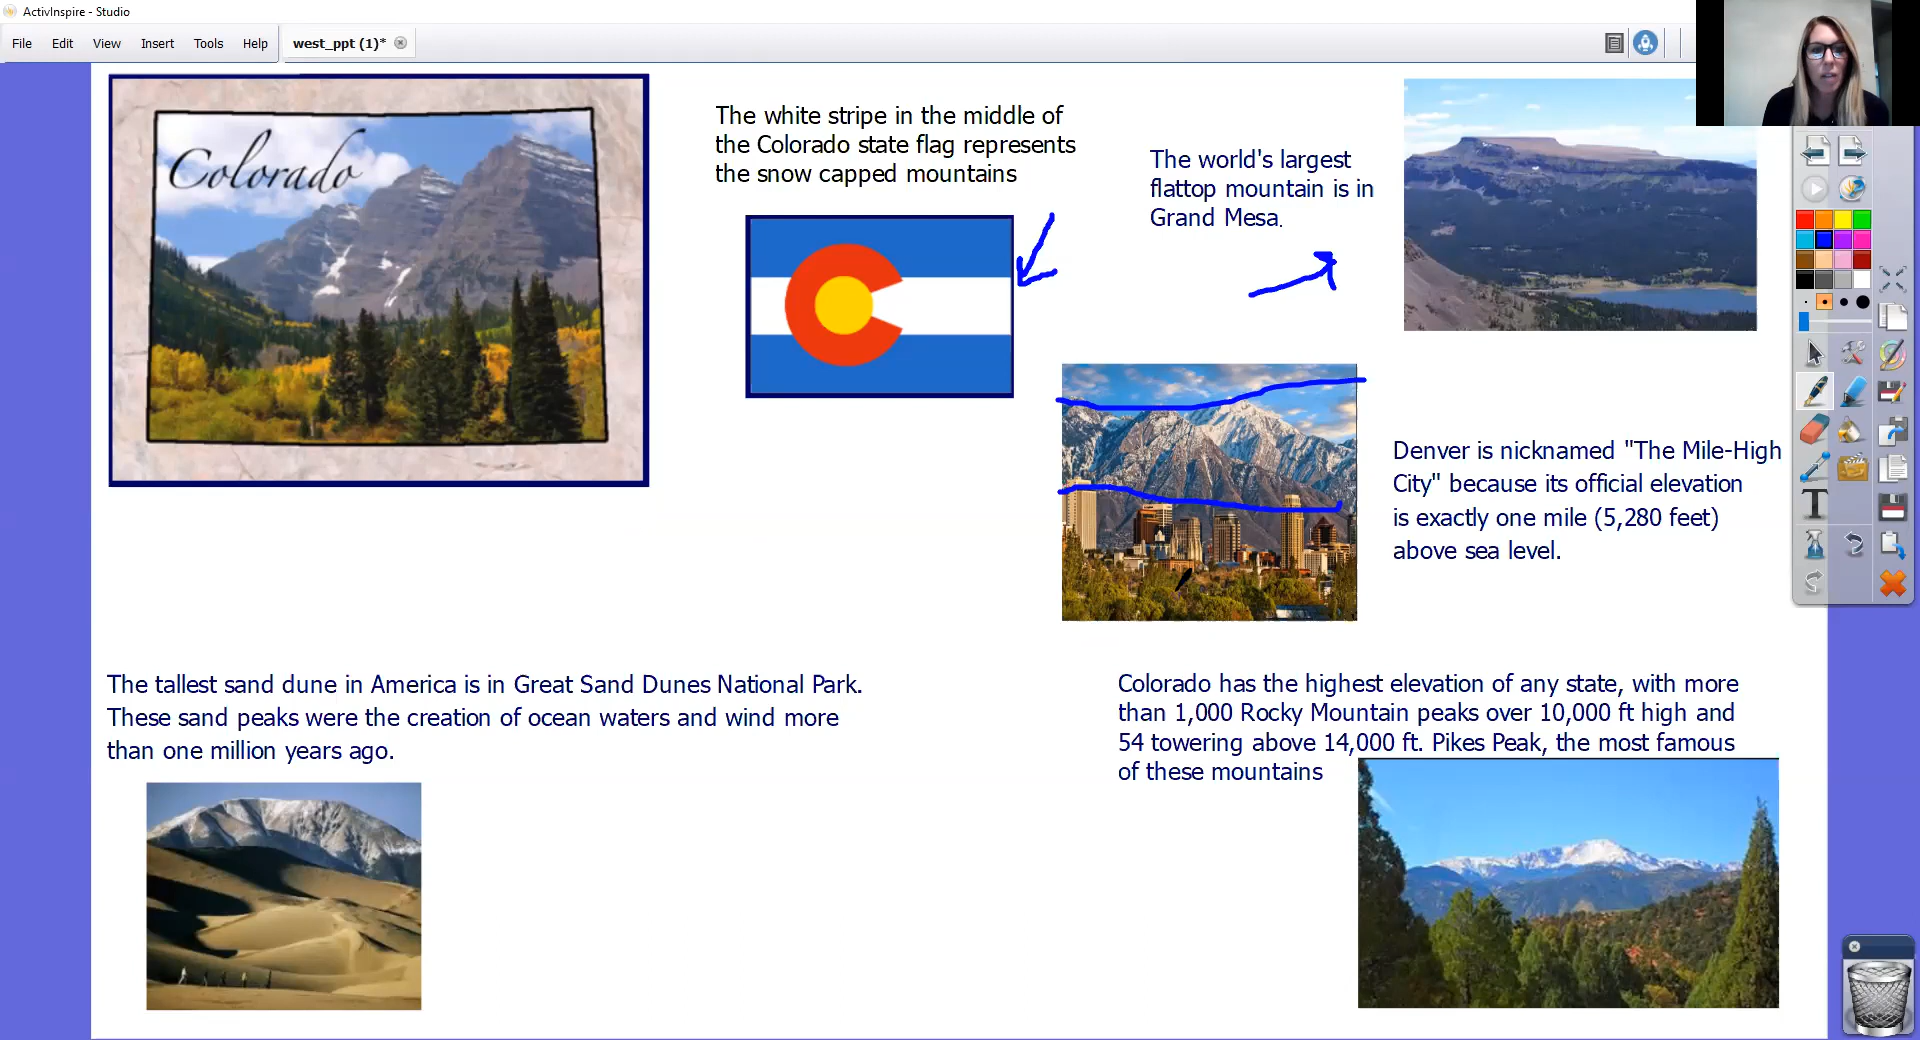 ActivInspire - Studio
File Edit View Insert Tools Help west_ppt (1)*
Colorado
The white stripe in the middle of
the Colorado state flag represents
the snow capped mountains
The world's largest
flattop mountain is in
Grand Mesa.
Denver is nicknamed "The Mile-High
City" because its official elevation
is exactly one mile (5,280 feet)
above sea level.
The tallest sand dune in America is in Great Sand Dunes National Park.
These sand peaks were the creation of ocean waters and wind more
than one million years ago.
Colorado has the highest elevation of any state, with more
than 1,000 Rocky Mountain peaks over 10,000 ft high and
54 towering above 14,000 ft. Pikes Peak, the most famous
of these mountains